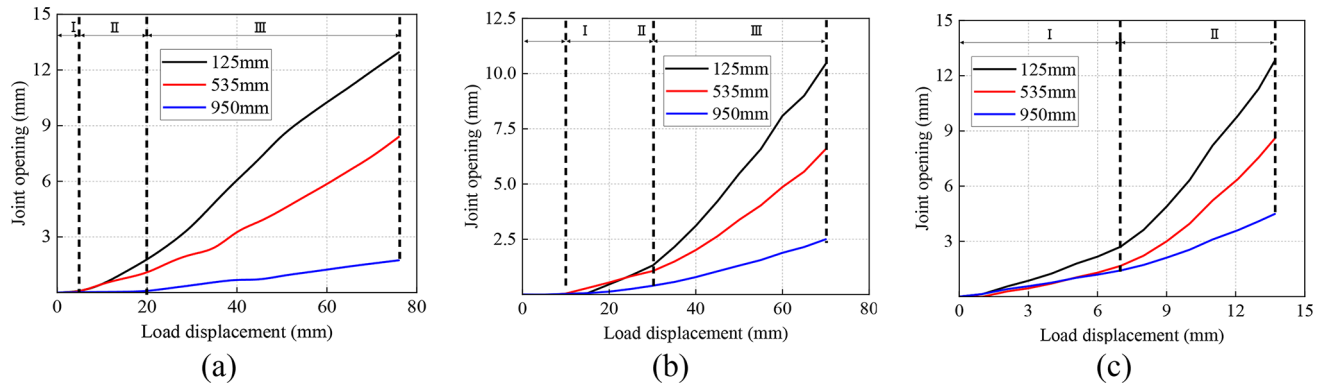 (a)
15
12
9
6
3
Joint opening (mm)
Ⅰ Ⅱ Ⅲ
125mm
535mm
950mm
0 20 40 60 80
Load displacement (mm)
(b)
12.5
10.0
7.5
5.0
2.5
Joint opening (mm)
Ⅰ Ⅱ Ⅲ
125mm
535mm
950mm
0 20 40 60 80
Load displacement (mm)
(c)
15
12
9
6
3
0
Joint opening (mm)
Ⅰ Ⅱ
125mm
535mm
950mm
0 3 6 9 12 15
Load displacement (mm)